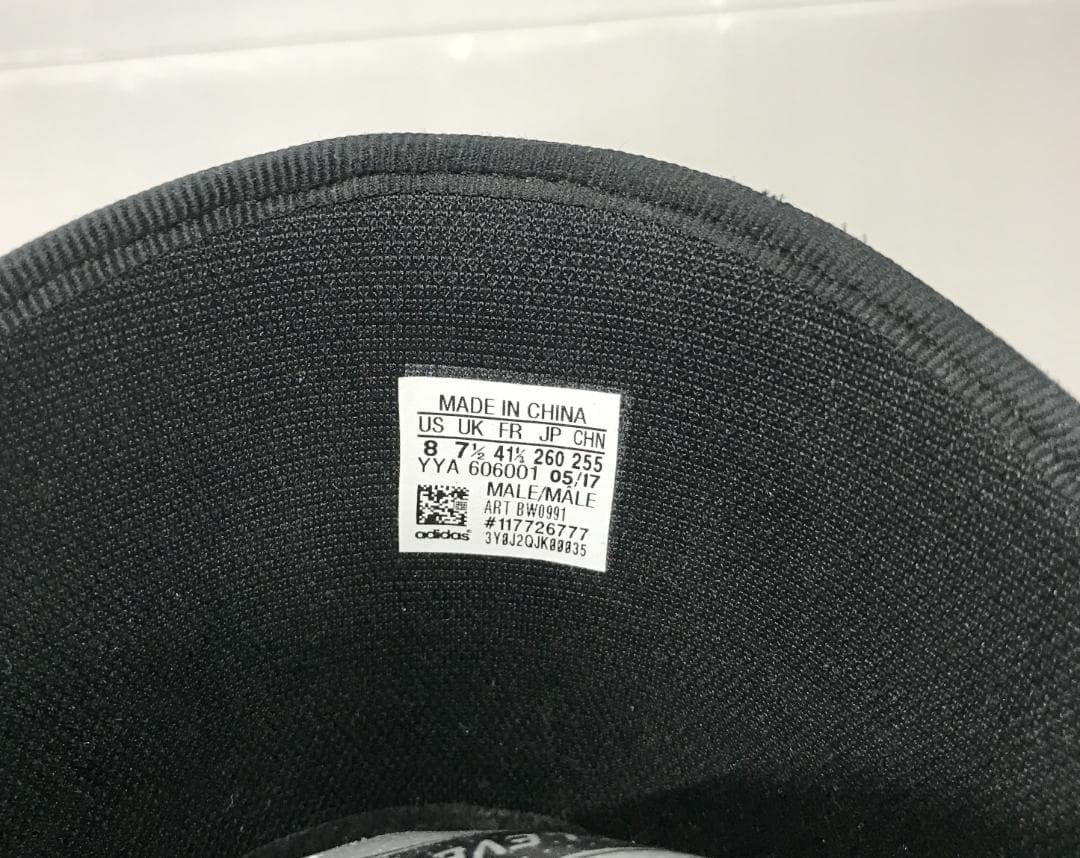 MADE IN CHINA
US UK FR JP CHN
8 7½ 41⅓ 260 255
YYA 606001 05/17
MALE/MÂLE
ART BW0991
#117726777
adidas 3Y0J2QJK00035
EVE